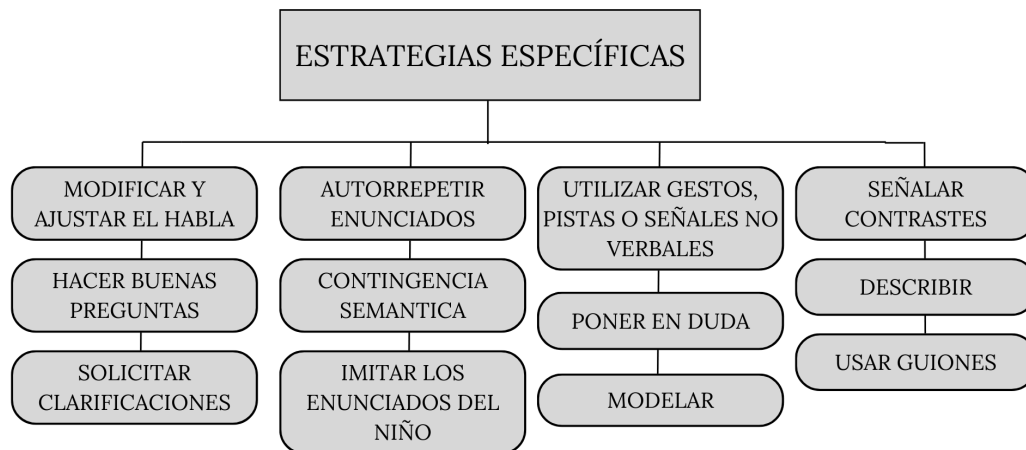 ESTRATEGIAS ESPECÍFICAS
MODIFICAR Y
AJUSTAR EL HABLA
HACER BUENAS
PREGUNTAS
SOLICITAR
CLARIFICACIONES
AUTORREPETIR
ENUNCIADOS
CONTINGENCIA
SEMANTICA
IMITAR LOS
ENUNCIADOS DEL
NIÑO
UTILIZAR GESTOS,
PISTAS O SEÑALES NO
VERBALES
PONER EN DUDA
MODELAR
SEÑALAR
CONTRASTES
DESCRIBIR
USAR GUIONES